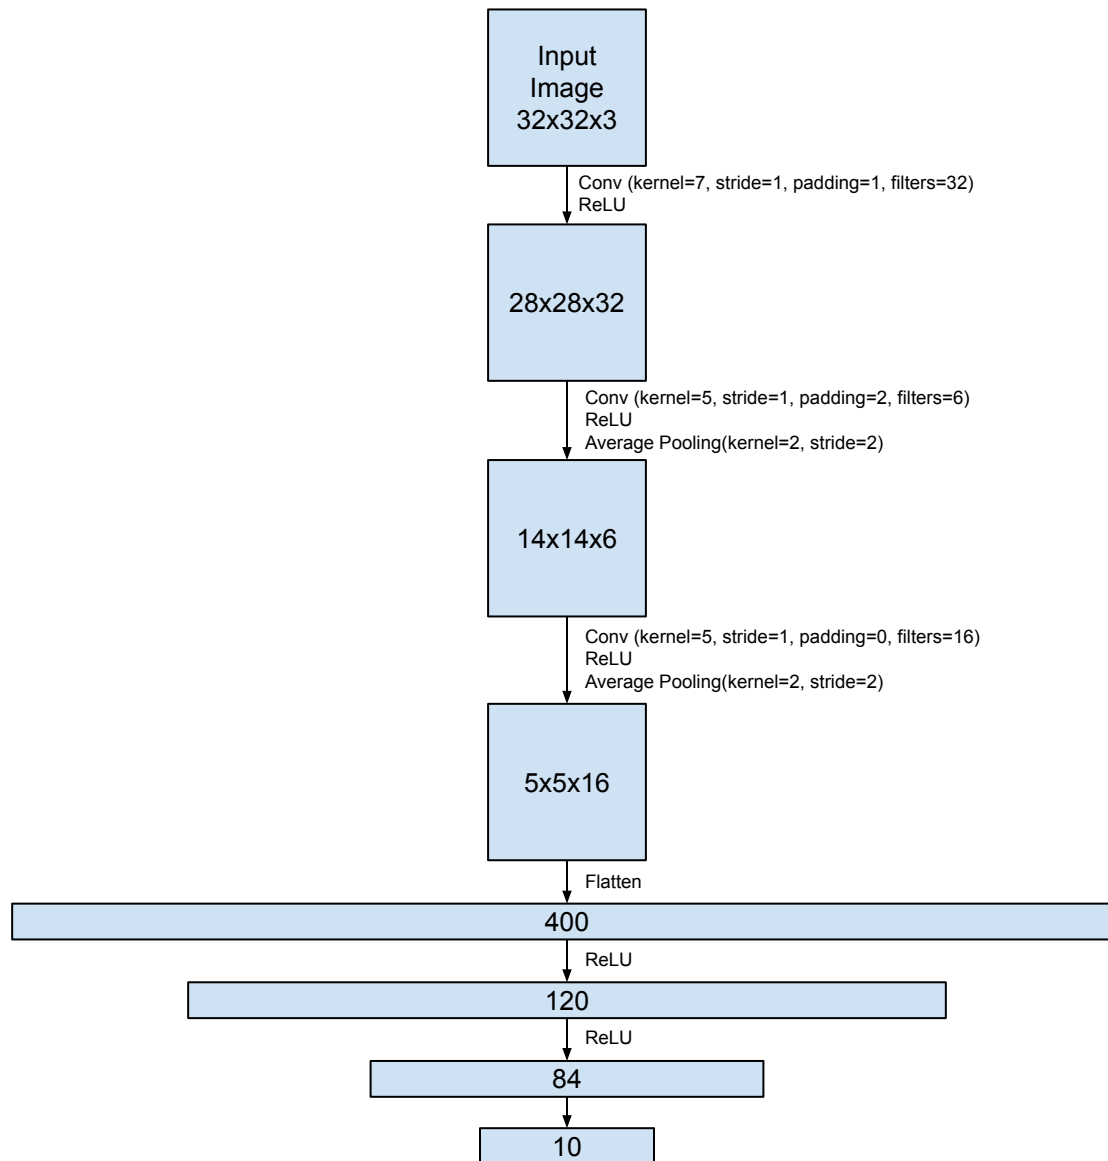 Input
Image
32x32x3
Conv (kernel=7, stride=1, padding=1, filters=32)
ReLU
28x28x32
Conv (kernel=5, stride=1, padding=2, filters=6)
ReLU
Average Pooling(kernel=2, stride=2)
14x14x6
Conv (kernel=5, stride=1, padding=0, filters=16)
ReLU
Average Pooling(kernel=2, stride=2)
5x5x16
Flatten
400
ReLU
120
ReLU
84
10